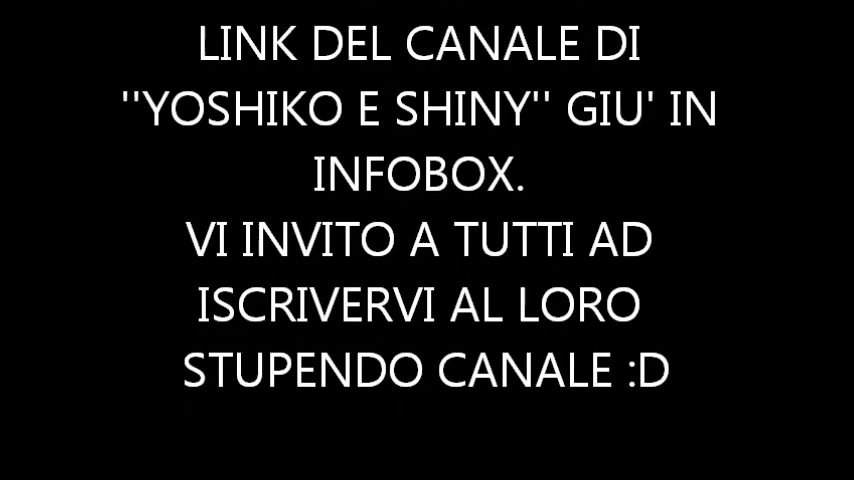 LINK DEL CANALE DI
''YOSHIKO E SHINY'' GIU' IN
INFOBOX.
VI INVITO A TUTTI AD
ISCRIVERVI AL LORO
STUPENDO CANALE :D